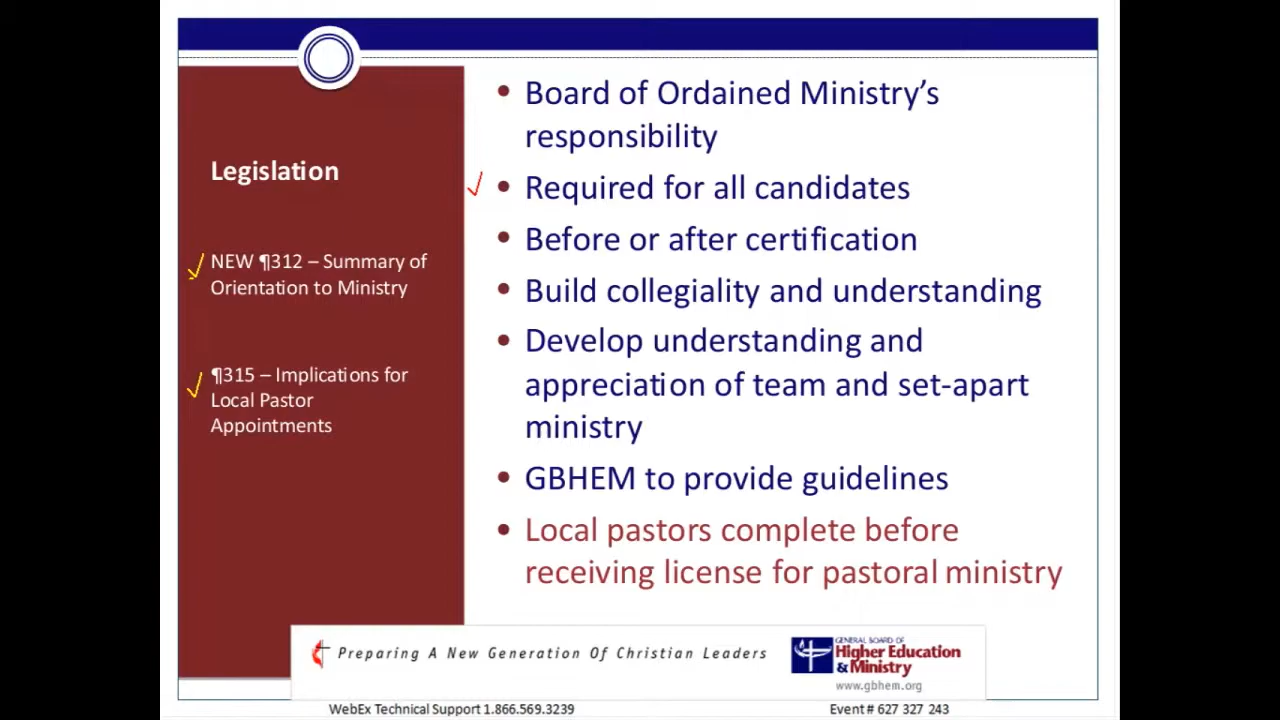 Legislation
NEW ¶312 – Summary of
Orientation to Ministry
¶315 – Implications for
Local Pastor
Appointments
• Board of Ordained Ministry’s
responsibility
• Required for all candidates
• Before or after certification
• Build collegiality and understanding
• Develop understanding and
appreciation of team and set-apart
ministry
• GBHEM to provide guidelines
• Local pastors complete before
receiving license for pastoral ministry
Preparing A New Generation Of Christian Leaders
GENERAL BOARD OF
Higher Education
& Ministry
www.gbhem.org
WebEx Technical Support 1.866.569.3239
Event # 627 327 243